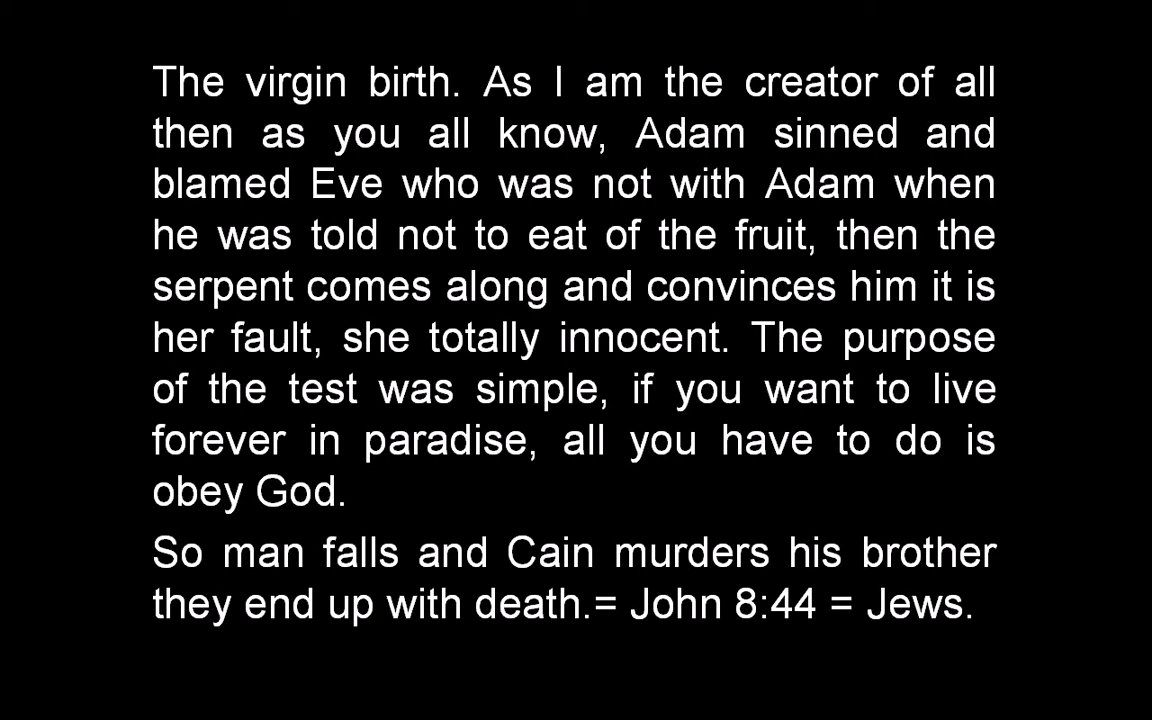 The virgin birth. As I am the creator of all
then as you all know, Adam sinned and
blamed Eve who was not with Adam when
he was told not to eat of the fruit, then the
serpent comes along and convinces him it is
her fault, she totally innocent. The purpose
of the test was simple, if you want to live
forever in paradise, all you have to do is
obey God.
So man falls and Cain murders his brother
they end up with death.= John 8:44 = Jews.